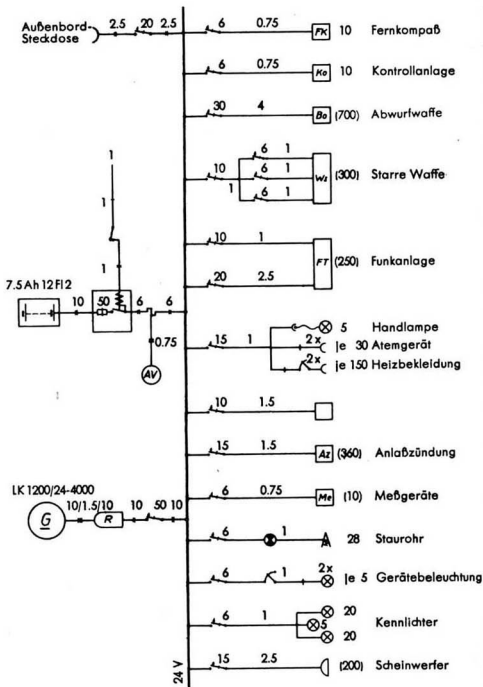 Außenbord- 2.5 20 2.5 6 0.75 FK 10 Fernkompaß
Steckdose
6 0.75 Ko 10 Kontrollanlage
30 4 Bo (700) Abwurfwaffe
6 1
10 6 1 Ws (300) Starre Waffe
1 6 1
1
1
1
10 1
FT (250) Funkanlage
20 2.5
7.5 Ah 12 Fl 2
10 50 6 6
0.75
AV
5 Handlampe
15 1 2x je 30 Atemgerät
2x je 150 Heizbekleidung
10 1.5
15 1.5 Az (360) Anlaßzündung
LK 1200/24-4000
6 0.75 Me (10) Meßgeräte
G 10/1.5/10 R 10 50 10
6 1 28 Staurohr
6 1 2x je 5 Gerätebeleuchtung
20
6 1 5 Kennlichter
20
24 V
15 2.5 (200) Scheinwerfer